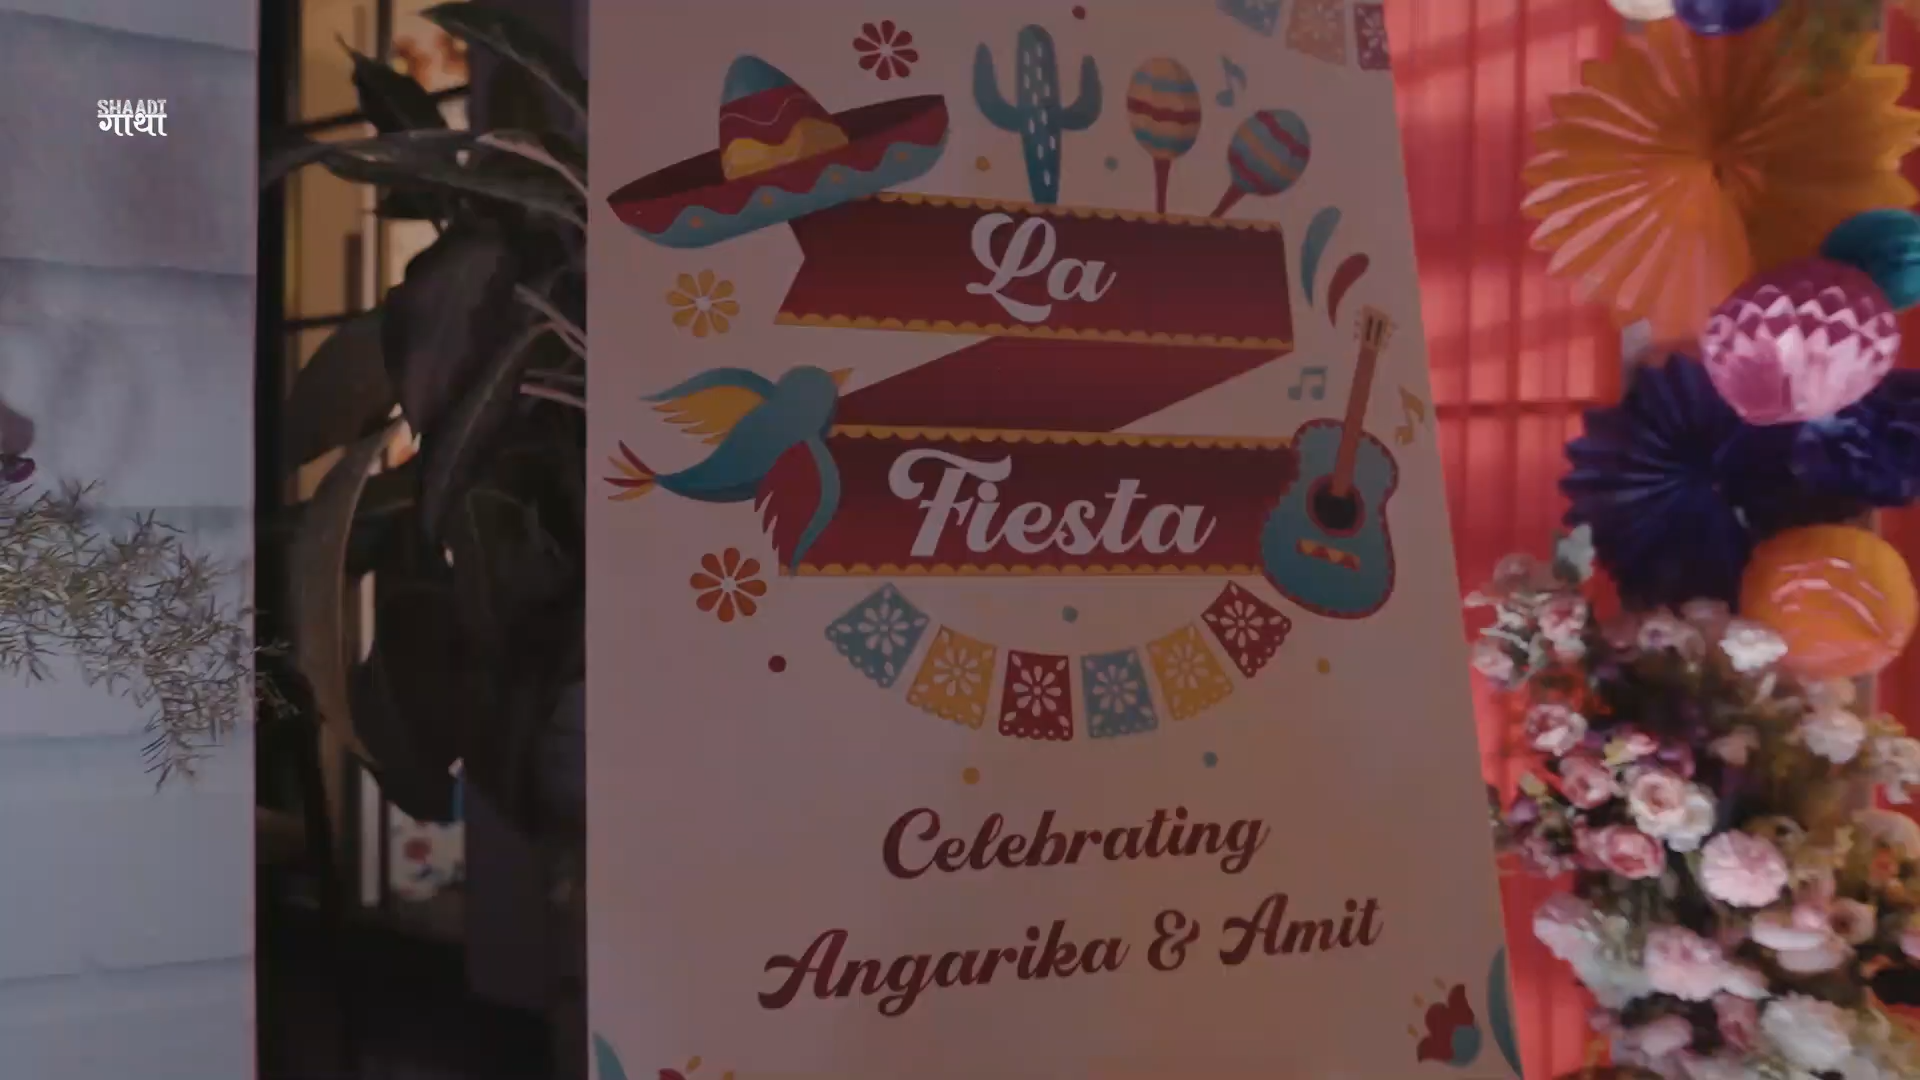 SHAADI
गाथा
La
Fiesta
Celebrating
Angarika & Amit